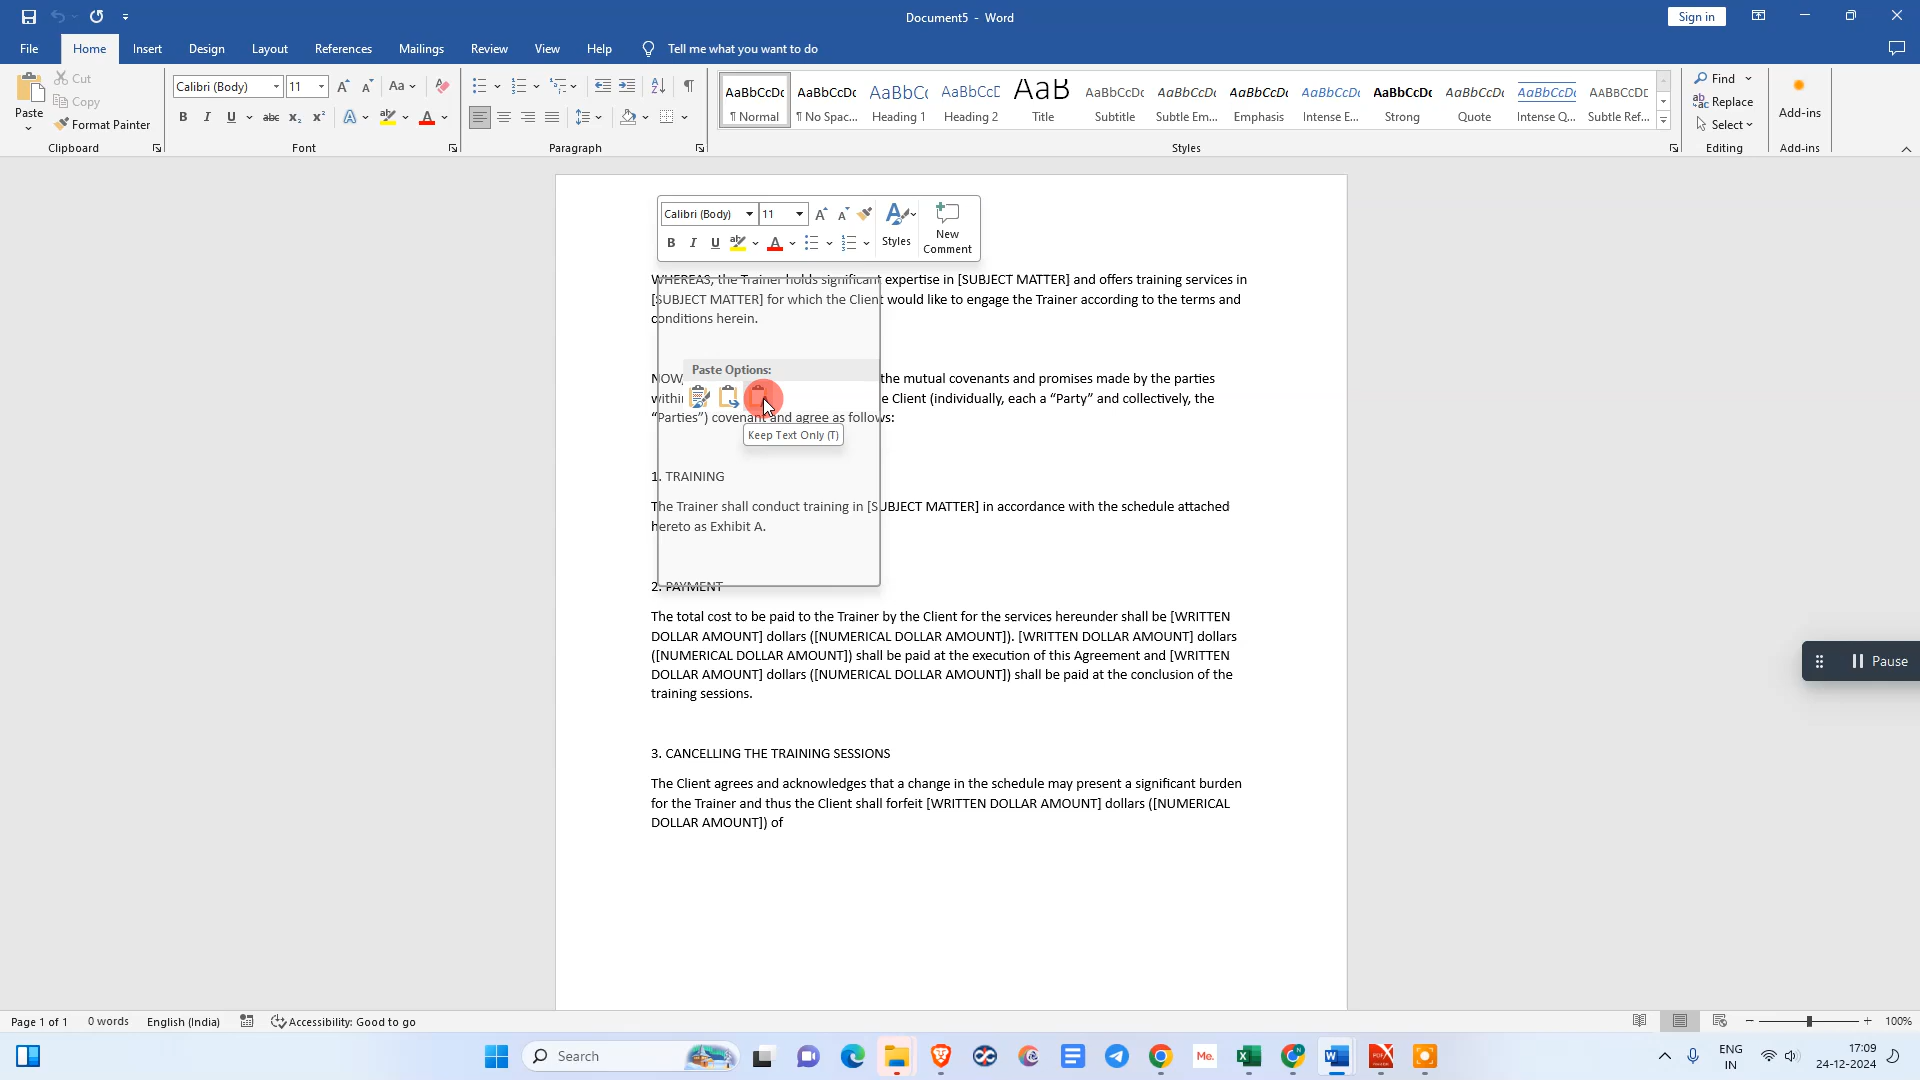 Document5 - Word
Sign in
File Home Insert Design Layout References Mailings Review View Help Tell me what you want to do
Paste
Cut
Copy
Format Painter
Clipboard
Calibri (Body) 11
Font
Paragraph
AaBbCcDc AaBbCcDc AaBbCc AaBbCcE AaB AaBbCcDc AaBbCcDc AaBbCcDc AaBbCcDc AaBbCcDc AaBbCcDc AaBbCcDc AABBCCDE
¶ Normal ¶ No Spac... Heading 1 Heading 2 Title Subtitle Subtle Em... Emphasis Intense E... Strong Quote Intense Q... Subtle Ref...
Styles
Find
Replace
Select
Editing
Add-ins
Add-ins
Calibri (Body) 11
Styles
New
Comment
WHEREAS, the Trainer holds significant expertise in [SUBJECT MATTER] and offers training services in
[SUBJECT MATTER] for which the Client would like to engage the Trainer according to the terms and
conditions herein.
Paste Options:
NOW, the mutual covenants and promises made by the parties
e Client (individually, each a “Party” and collectively, the
“Parties”) covenant and agree as follows:
Keep Text Only (T)
1. TRAINING
The Trainer shall conduct training in [SUBJECT MATTER] in accordance with the schedule attached
hereto as Exhibit A.
2. PAYMENT
The total cost to be paid to the Trainer by the Client for the services hereunder shall be [WRITTEN
DOLLAR AMOUNT] dollars ([NUMERICAL DOLLAR AMOUNT]). [WRITTEN DOLLAR AMOUNT] dollars
([NUMERICAL DOLLAR AMOUNT]) shall be paid at the execution of this Agreement and [WRITTEN
DOLLAR AMOUNT] dollars ([NUMERICAL DOLLAR AMOUNT]) shall be paid at the conclusion of the
training sessions.
3. CANCELLING THE TRAINING SESSIONS
The Client agrees and acknowledges that a change in the schedule may present a significant burden
for the Trainer and thus the Client shall forfeit [WRITTEN DOLLAR AMOUNT] dollars ([NUMERICAL
DOLLAR AMOUNT]) of
Pause
Page 1 of 1 0 words English (India) Accessibility: Good to go
100%
Search
Me.
ENG
IN
17:09
24-12-2024